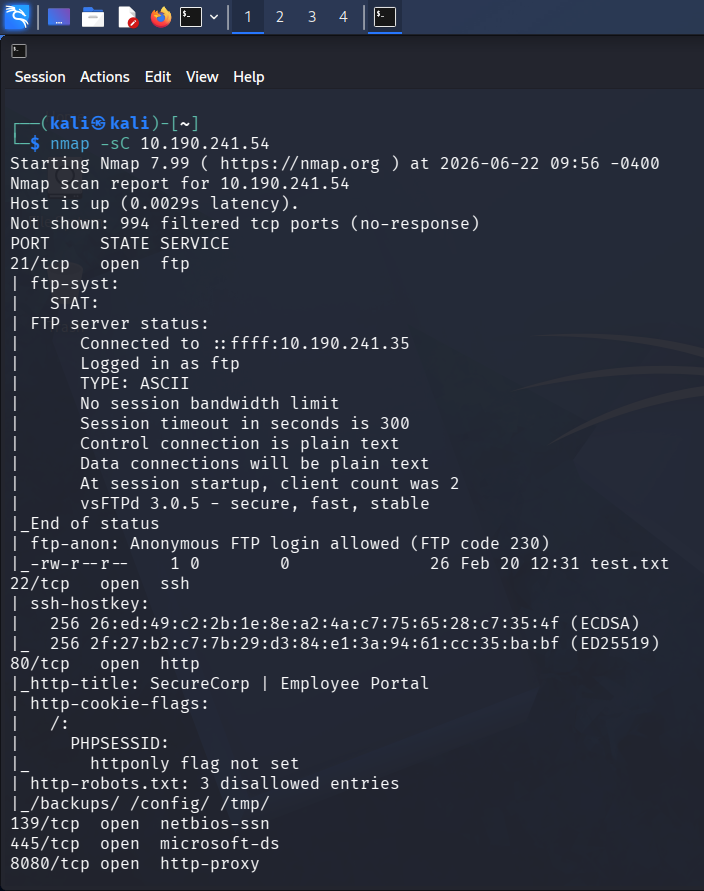 1 2 3 4
Session Actions Edit View Help
┌──(kali㉿kali)-[~]
└─$ nmap -sC 10.190.241.54
Starting Nmap 7.99 ( https://nmap.org ) at 2026-06-22 09:56 -0400
Nmap scan report for 10.190.241.54
Host is up (0.0029s latency).
Not shown: 994 filtered tcp ports (no-response)
PORT     STATE SERVICE
21/tcp   open  ftp
| ftp-syst:
|   STAT:
| FTP server status:
|      Connected to ::ffff:10.190.241.35
|      Logged in as ftp
|      TYPE: ASCII
|      No session bandwidth limit
|      Session timeout in seconds is 300
|      Control connection is plain text
|      Data connections will be plain text
|      At session startup, client count was 2
|      vsFTPd 3.0.5 - secure, fast, stable
|_End of status
| ftp-anon: Anonymous FTP login allowed (FTP code 230)
|_-rw-r--r--    1 0        0              26 Feb 20 12:31 test.txt
22/tcp   open  ssh
| ssh-hostkey:
|   256 26:ed:49:c2:2b:1e:8e:a2:4a:c7:75:65:28:c7:35:4f (ECDSA)
|_  256 2f:27:b2:c7:7b:29:d3:84:e1:3a:94:61:cc:35:ba:bf (ED25519)
80/tcp   open  http
|_http-title: SecureCorp | Employee Portal
| http-cookie-flags:
|   /:
|     PHPSESSID:
|_      httponly flag not set
| http-robots.txt: 3 disallowed entries
|_/backups/ /config/ /tmp/
139/tcp  open  netbios-ssn
445/tcp  open  microsoft-ds
8080/tcp open  http-proxy